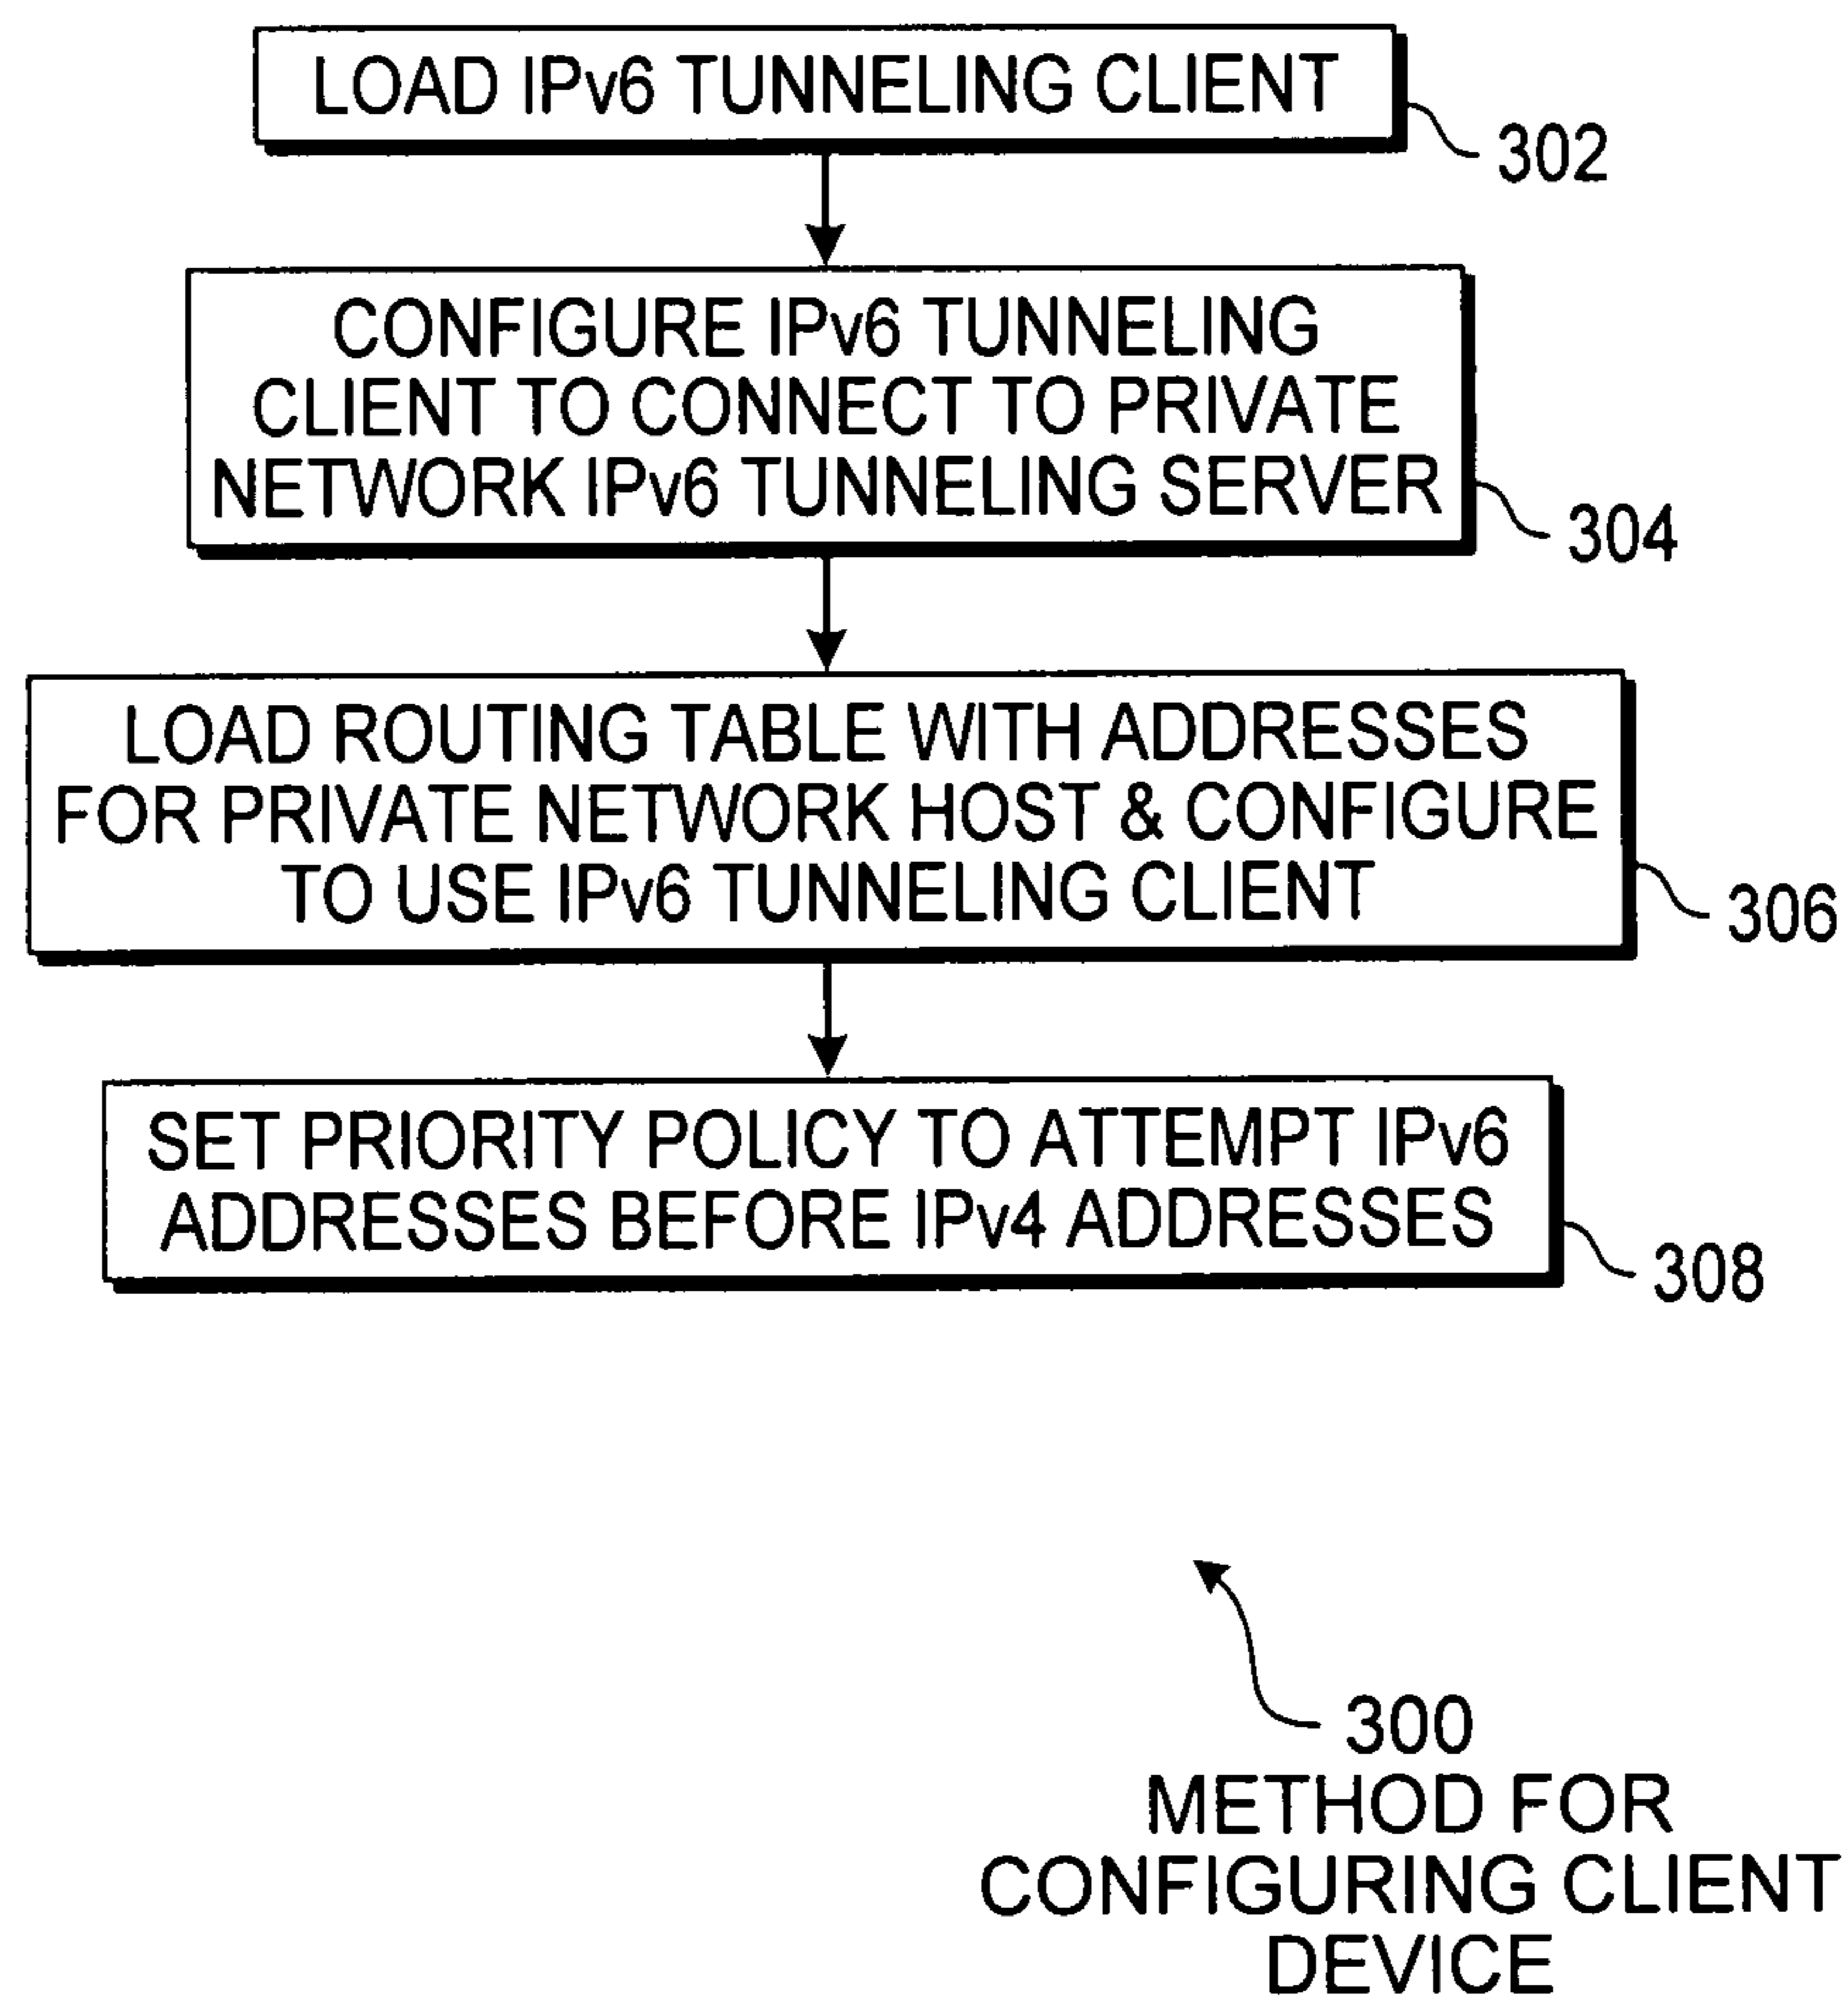 LOAD IPv6 TUNNELING CLIENT
302
CONFIGURE IPv6 TUNNELING
CLIENT TO CONNECT TO PRIVATE
NETWORK IPv6 TUNNELING SERVER
304
LOAD ROUTING TABLE WITH ADDRESSES
FOR PRIVATE NETWORK HOST & CONFIGURE
TO USE IPv6 TUNNELING CLIENT
306
SET PRIORITY POLICY TO ATTEMPT IPv6
ADDRESSES BEFORE IPv4 ADDRESSES
308
300
METHOD FOR
CONFIGURING CLIENT
DEVICE